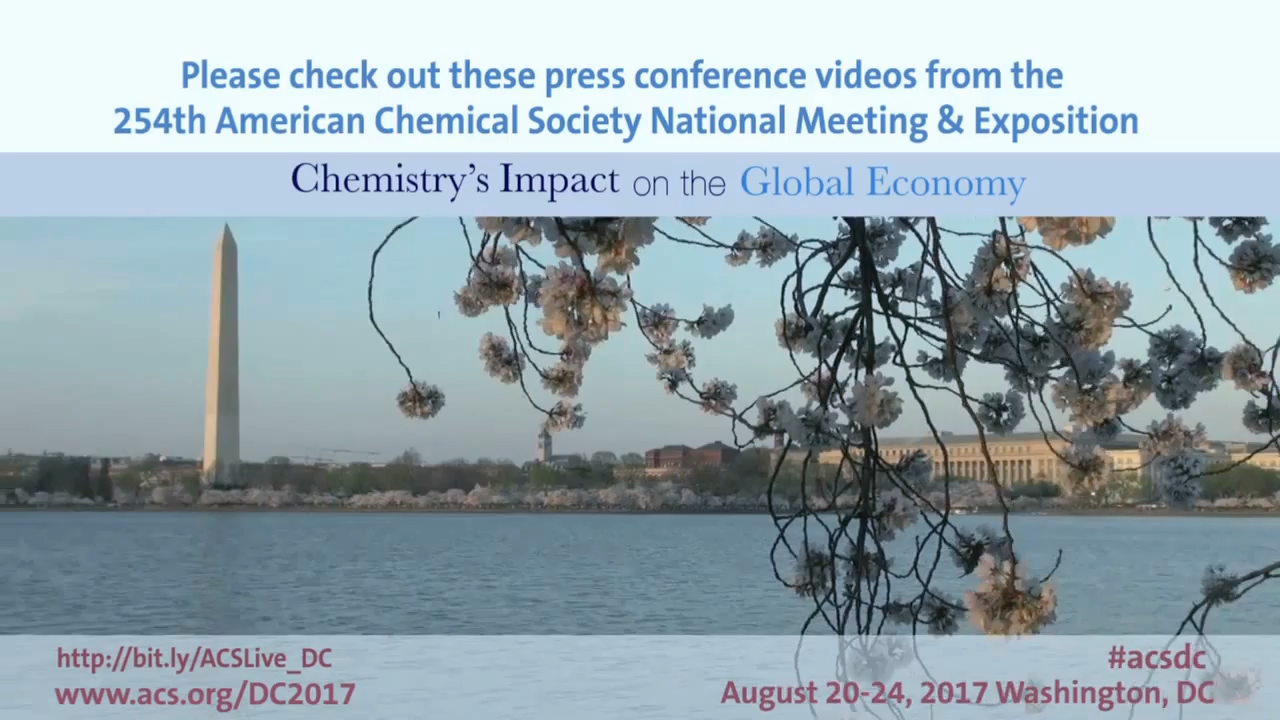 Please check out these press conference videos from the
254th American Chemical Society National Meeting & Exposition
Chemistry's Impact on the Global Economy
http://bit.ly/ACSLive_DC
#acsdc
www.acs.org/DC2017
August 20-24, 2017 Washington, DC